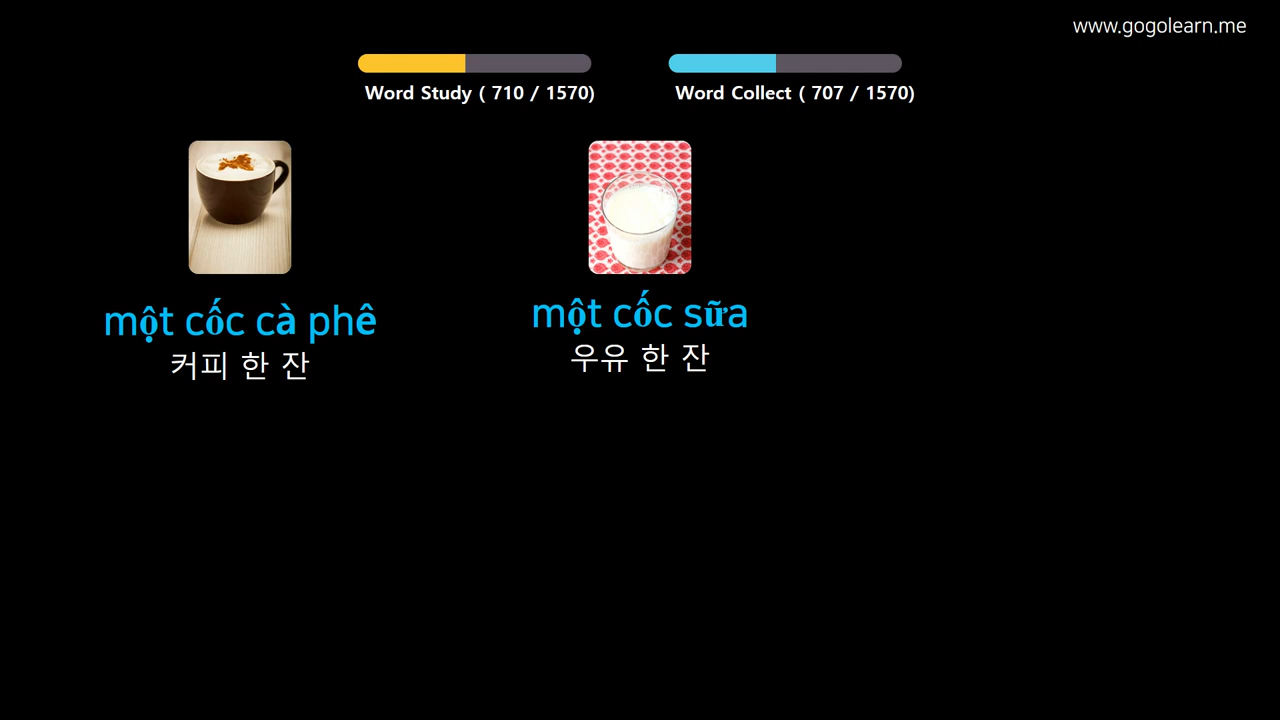 www.gogolearn.me
Word Study ( 710 / 1570)
Word Collect ( 707 / 1570)
một cốc cà phê
커피 한 잔
một cốc sữa
우유 한 잔